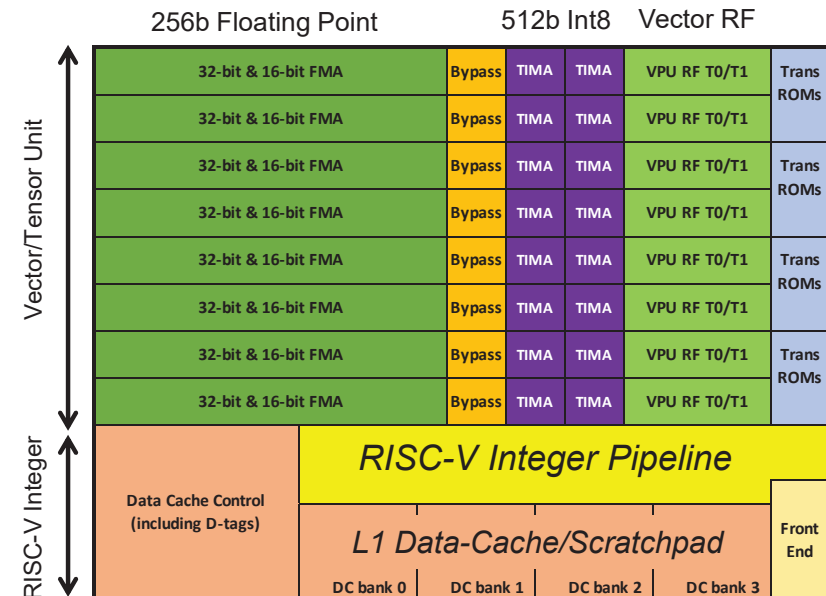 256b Floating Point 512b Int8 Vector RF
Vector/Tensor Unit
32-bit & 16-bit FMA Bypass TIMA TIMA VPU RF T0/T1 Trans ROMs
32-bit & 16-bit FMA Bypass TIMA TIMA VPU RF T0/T1
32-bit & 16-bit FMA Bypass TIMA TIMA VPU RF T0/T1 Trans ROMs
32-bit & 16-bit FMA Bypass TIMA TIMA VPU RF T0/T1
32-bit & 16-bit FMA Bypass TIMA TIMA VPU RF T0/T1 Trans ROMs
32-bit & 16-bit FMA Bypass TIMA TIMA VPU RF T0/T1
32-bit & 16-bit FMA Bypass TIMA TIMA VPU RF T0/T1 Trans ROMs
32-bit & 16-bit FMA Bypass TIMA TIMA VPU RF T0/T1
RISC-V Integer
RISC-V Integer Pipeline
Data Cache Control
(including D-tags)
L1 Data-Cache/Scratchpad
Front
End
DC bank 0 DC bank 1 DC bank 2 DC bank 3